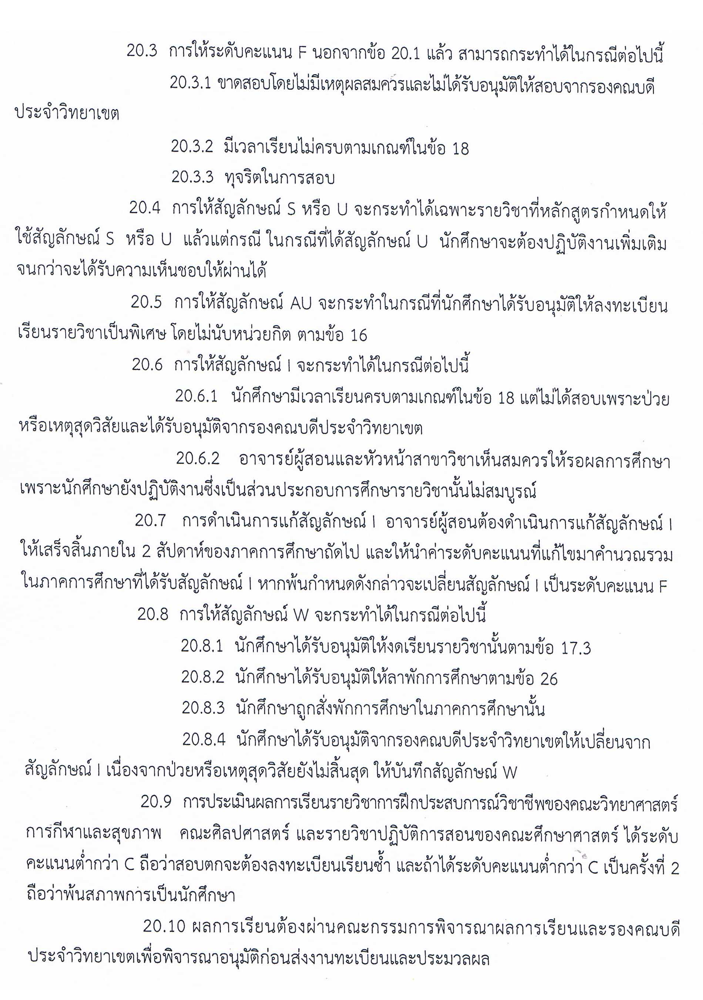 20.3 การให้ระดับคะแนน F นอกจากข้อ 20.1 แล้ว สามารถกระทำได้ในกรณีต่อไปนี้
20.3.1 ขาดสอบโดยไม่มีเหตุผลสมควรและไม่ได้รับอนุมัติให้สอบจากรองคณบดี
ประจำวิทยาเขต
20.3.2 มีเวลาเรียนไม่ครบตามเกณฑ์ในข้อ 18
20.3.3 ทุจริตในการสอบ
20.4 การให้สัญลักษณ์ S หรือ U จะกระทำได้เฉพาะรายวิชาที่หลักสูตรกำหนดให้
ใช้สัญลักษณ์ S หรือ U แล้วแต่กรณี ในกรณีที่ได้สัญลักษณ์ U นักศึกษาจะต้องปฏิบัติงานเพิ่มเติม
จนกว่าจะได้รับความเห็นชอบให้ผ่านได้
20.5 การให้สัญลักษณ์ AU จะกระทำในกรณีที่นักศึกษาได้รับอนุมัติให้ลงทะเบียน
เรียนรายวิชาเป็นพิเศษ โดยไม่นับหน่วยกิต ตามข้อ 16
20.6 การให้สัญลักษณ์ I จะกระทำได้ในกรณีต่อไปนี้
20.6.1 นักศึกษามีเวลาเรียนครบตามเกณฑ์ในข้อ 18 แต่ไม่ได้สอบเพราะป่วย
หรือเหตุสุดวิสัยและได้รับอนุมัติจากรองคณบดีประจำวิทยาเขต
20.6.2 อาจารย์ผู้สอนและหัวหน้าสาขาวิชาเห็นสมควรให้รอผลการศึกษา
เพราะนักศึกษายังปฏิบัติงานซึ่งเป็นส่วนประกอบการศึกษารายวิชานั้นไม่สมบูรณ์
20.7 การดำเนินการแก้สัญลักษณ์ I อาจารย์ผู้สอนต้องดำเนินการแก้สัญลักษณ์ I
ให้เสร็จสิ้นภายใน 2 สัปดาห์ของภาคการศึกษาถัดไป และให้นำค่าระดับคะแนนที่แก้ไขมาคำนวณรวม
ในภาคการศึกษาที่ได้รับสัญลักษณ์ I หากพ้นกำหนดดังกล่าวจะเปลี่ยนสัญลักษณ์ I เป็นระดับคะแนน F
20.8 การให้สัญลักษณ์ W จะกระทำได้ในกรณีต่อไปนี้
20.8.1 นักศึกษาได้รับอนุมัติให้งดเรียนรายวิชานั้นตามข้อ 17.3
20.8.2 นักศึกษาได้รับอนุมัติให้ลาพักการศึกษาตามข้อ 26
20.8.3 นักศึกษาถูกสั่งพักการศึกษาในภาคการศึกษานั้น
20.8.4 นักศึกษาได้รับอนุมัติจากรองคณบดีประจำวิทยาเขตให้เปลี่ยนจาก
สัญลักษณ์ I เนื่องจากป่วยหรือเหตุสุดวิสัยยังไม่สิ้นสุด ให้บันทึกสัญลักษณ์ W
20.9 การประเมินผลการเรียนรายวิชาการฝึกประสบการณ์วิชาชีพของคณะวิทยาศาสตร์
การกีฬาและสุขภาพ คณะศิลปศาสตร์ และรายวิชาปฏิบัติการสอนของคณะศึกษาศาสตร์ ได้ระดับ
คะแนนต่ำกว่า C ถือว่าสอบตกจะต้องลงทะเบียนเรียนซ้ำ และถ้าได้ระดับคะแนนต่ำกว่า C เป็นครั้งที่ 2
ถือว่าพ้นสภาพการเป็นนักศึกษา
20.10 ผลการเรียนต้องผ่านคณะกรรมการพิจารณาผลการเรียนและรองคณบดี
ประจำวิทยาเขตเพื่อพิจารณาอนุมัติก่อนส่งงานทะเบียนและประมวลผล